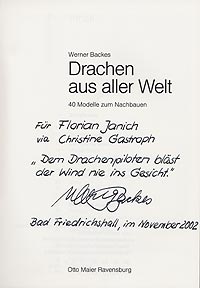 Werner Backes
Drachen
aus aller Welt
40 Modelle zum Nachbauen
Für Florian Janich
via Christine Gastroph
„Dem Drachenpiloten bläst
der Wind nie ins Gesicht."
Bad Friedrichshall, im November 2002
Otto Maier Ravensburg